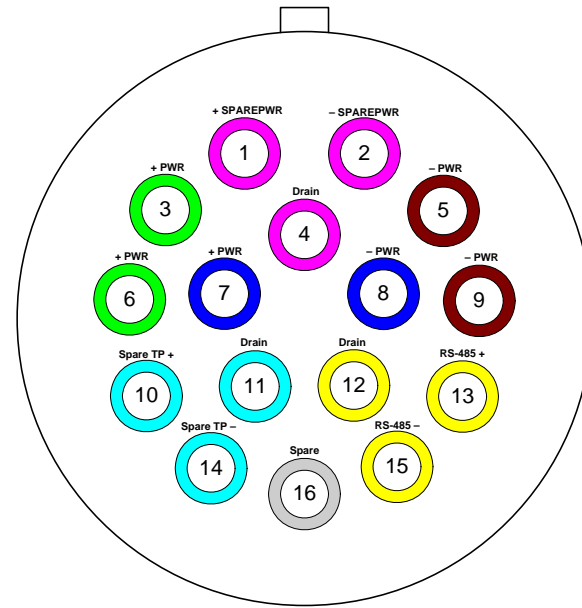 + SPAREPWR
– SPAREPWR
1
2
+ PWR
– PWR
3
Drain
5
4
+ PWR
+ PWR
– PWR
– PWR
6
7
8
9
Spare TP +
Drain
Drain
RS-485 +
10
11
12
13
Spare TP –
RS-485 –
14
Spare
15
16